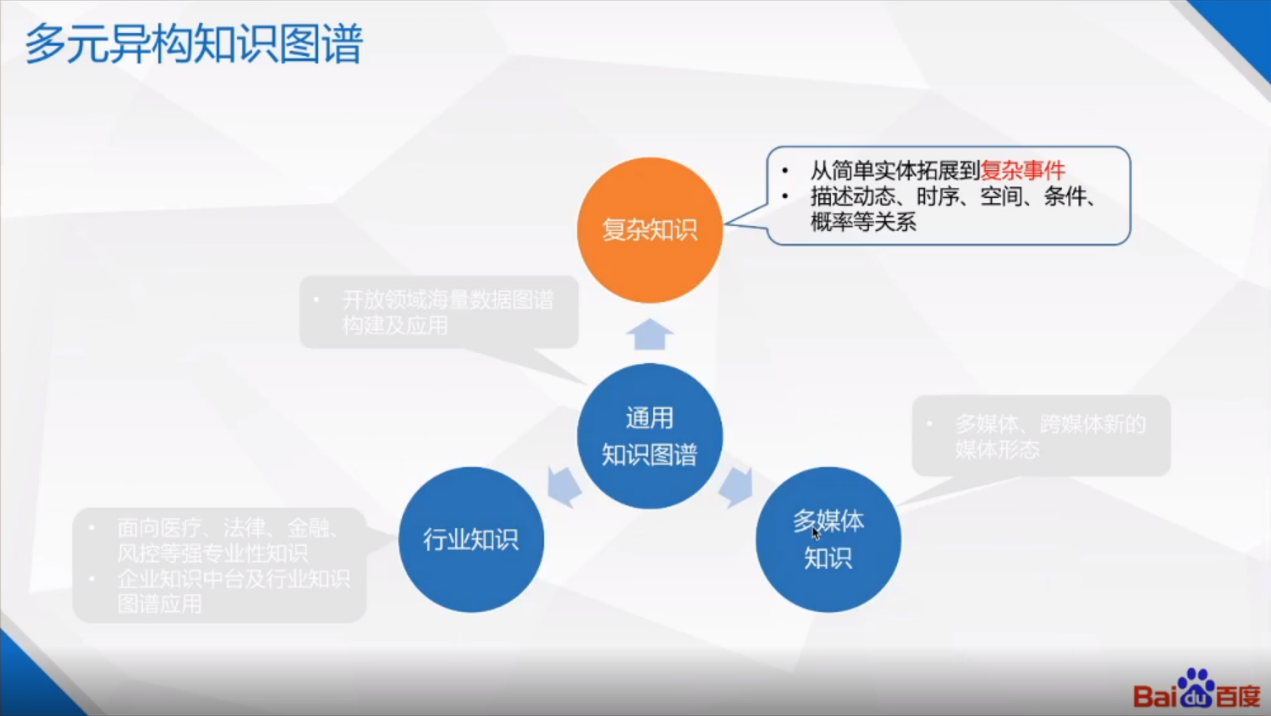 多元异构知识图谱
• 从简单实体拓展到复杂事件
• 描述动态、时序、空间、条件、
概率等关系
复杂知识
• 开放领域海量数据图谱
构建及应用
通用
知识图谱
• 多媒体、跨媒体新的
媒体形态
• 面向医疗、法律、金融、
风控等强专业性知识
• 企业知识中台及行业知识
图谱应用
行业知识
多媒体
知识
Bai du 百度